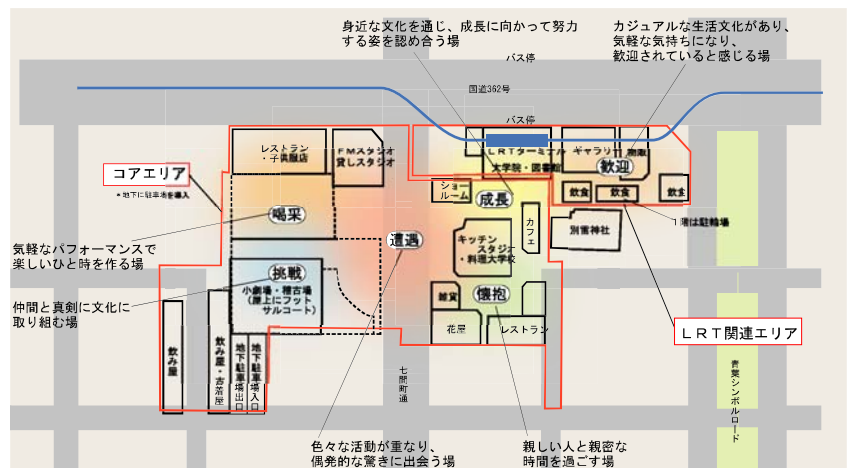 身近な文化を通じ、成長に向かって努力
する姿を認め合う場
カジュアルな生活文化があり、
気軽な気持ちになり、
歓迎されていると感じる場
バス停
国道362号
バス停
レストラン
・子供服店
FMスタジオ
貸しスタジオ
LRTターミナル
大学院・図書館
ギャラリー
歓迎
コアエリア
*地下に駐車場を導入
ショー
ルーム
成長
飲食
飲食
飲食
喝采
カフェ
1階は駐輪場
別雷神社
遭遇
キッチン
スタジオ・
料理大学校
気軽なパフォーマンスで
楽しいひと時を作る場
挑戦
小劇場・稽古場
(屋上にフット
サルコート)
懐抱
雑貨
仲間と真剣に文化に
取り組む場
花屋
レストラン
LRT関連エリア
飲み屋
飲み屋・古着屋
地下駐車場出口
地下駐車場入口
七間町通
青葉シンボルロード
色々な活動が重なり、
偶発的な驚きに出会う場
親しい人と親密な
時間を過ごす場